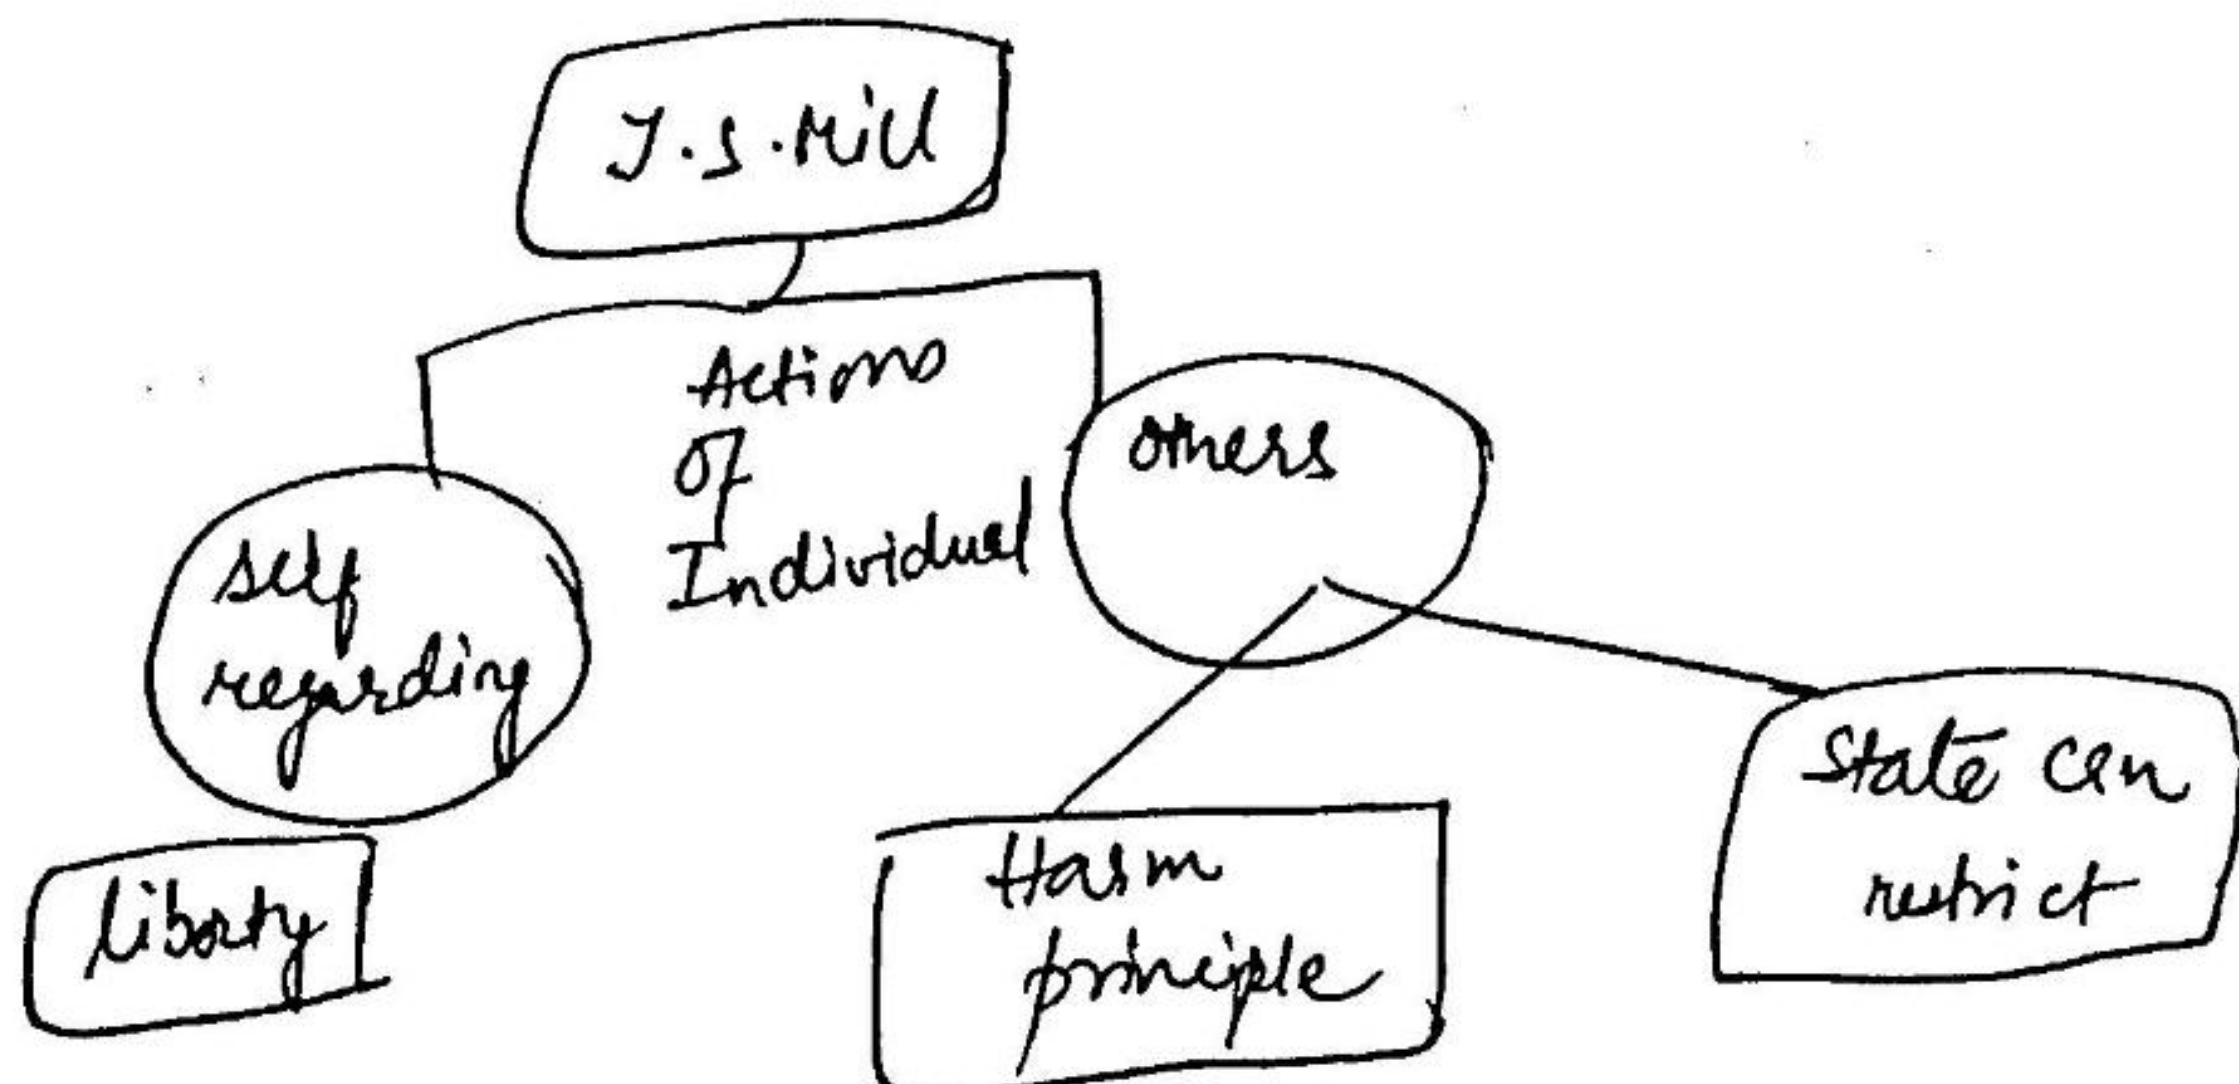 J.S.Mill
Actions
of
Individual
self
regarding
others
liberty
Harm
principle
State can
restrict